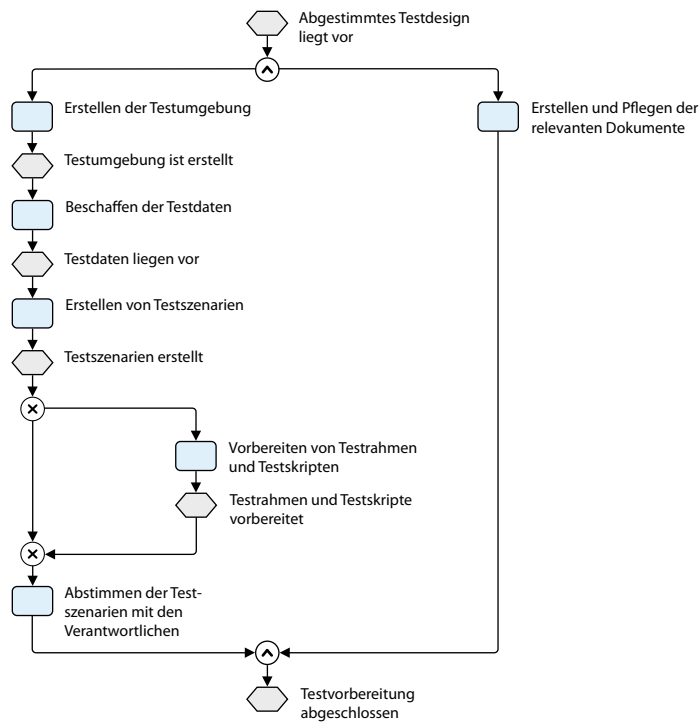 Abgestimmtes Testdesign
liegt vor
Erstellen der Testumgebung
Erstellen und Pflegen der
relevanten Dokumente
Testumgebung ist erstellt
Beschaffen der Testdaten
Testdaten liegen vor
Erstellen von Testszenarien
Testszenarien erstellt
Vorbereiten von Testrahmen
und Testskripten
Testrahmen und Testskripte
vorbereitet
Abstimmen der Test-
szenarien mit den
Verantwortlichen
Testvorbereitung
abgeschlossen